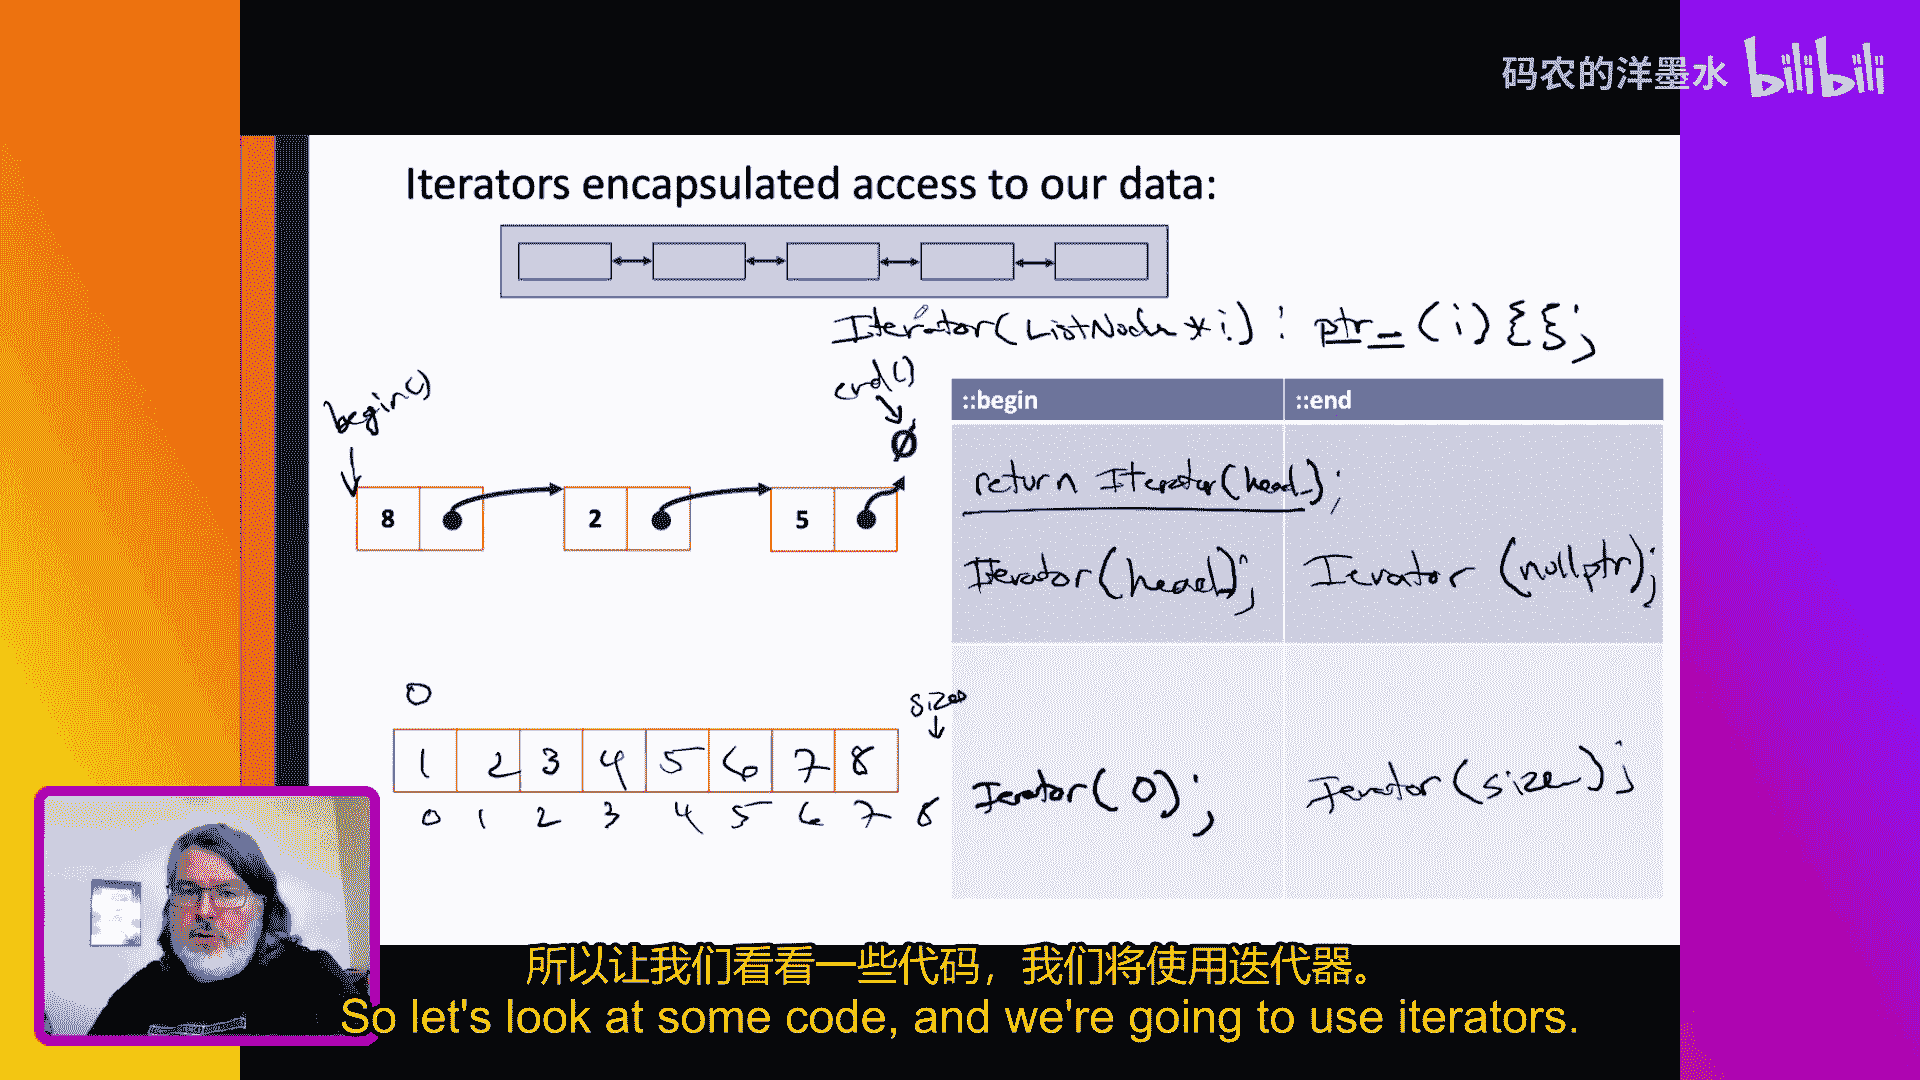 码农的洋墨水 bilibili
Iterators encapsulated access to our data:
Iterator(ListNode *i) : ptr_(i){};
begin()
end()
Ø
::begin ::end
8 2 5
return Iterator(head_);
Iterator(head_); Iterator(nullptr);
0
size
1 2 3 4 5 6 7 8
0 1 2 3 4 5 6 7 8
Iterator(0); Iterator(size_);
所以让我们看看一些代码，我们将使用迭代器。
So let's look at some code, and we're going to use iterators.